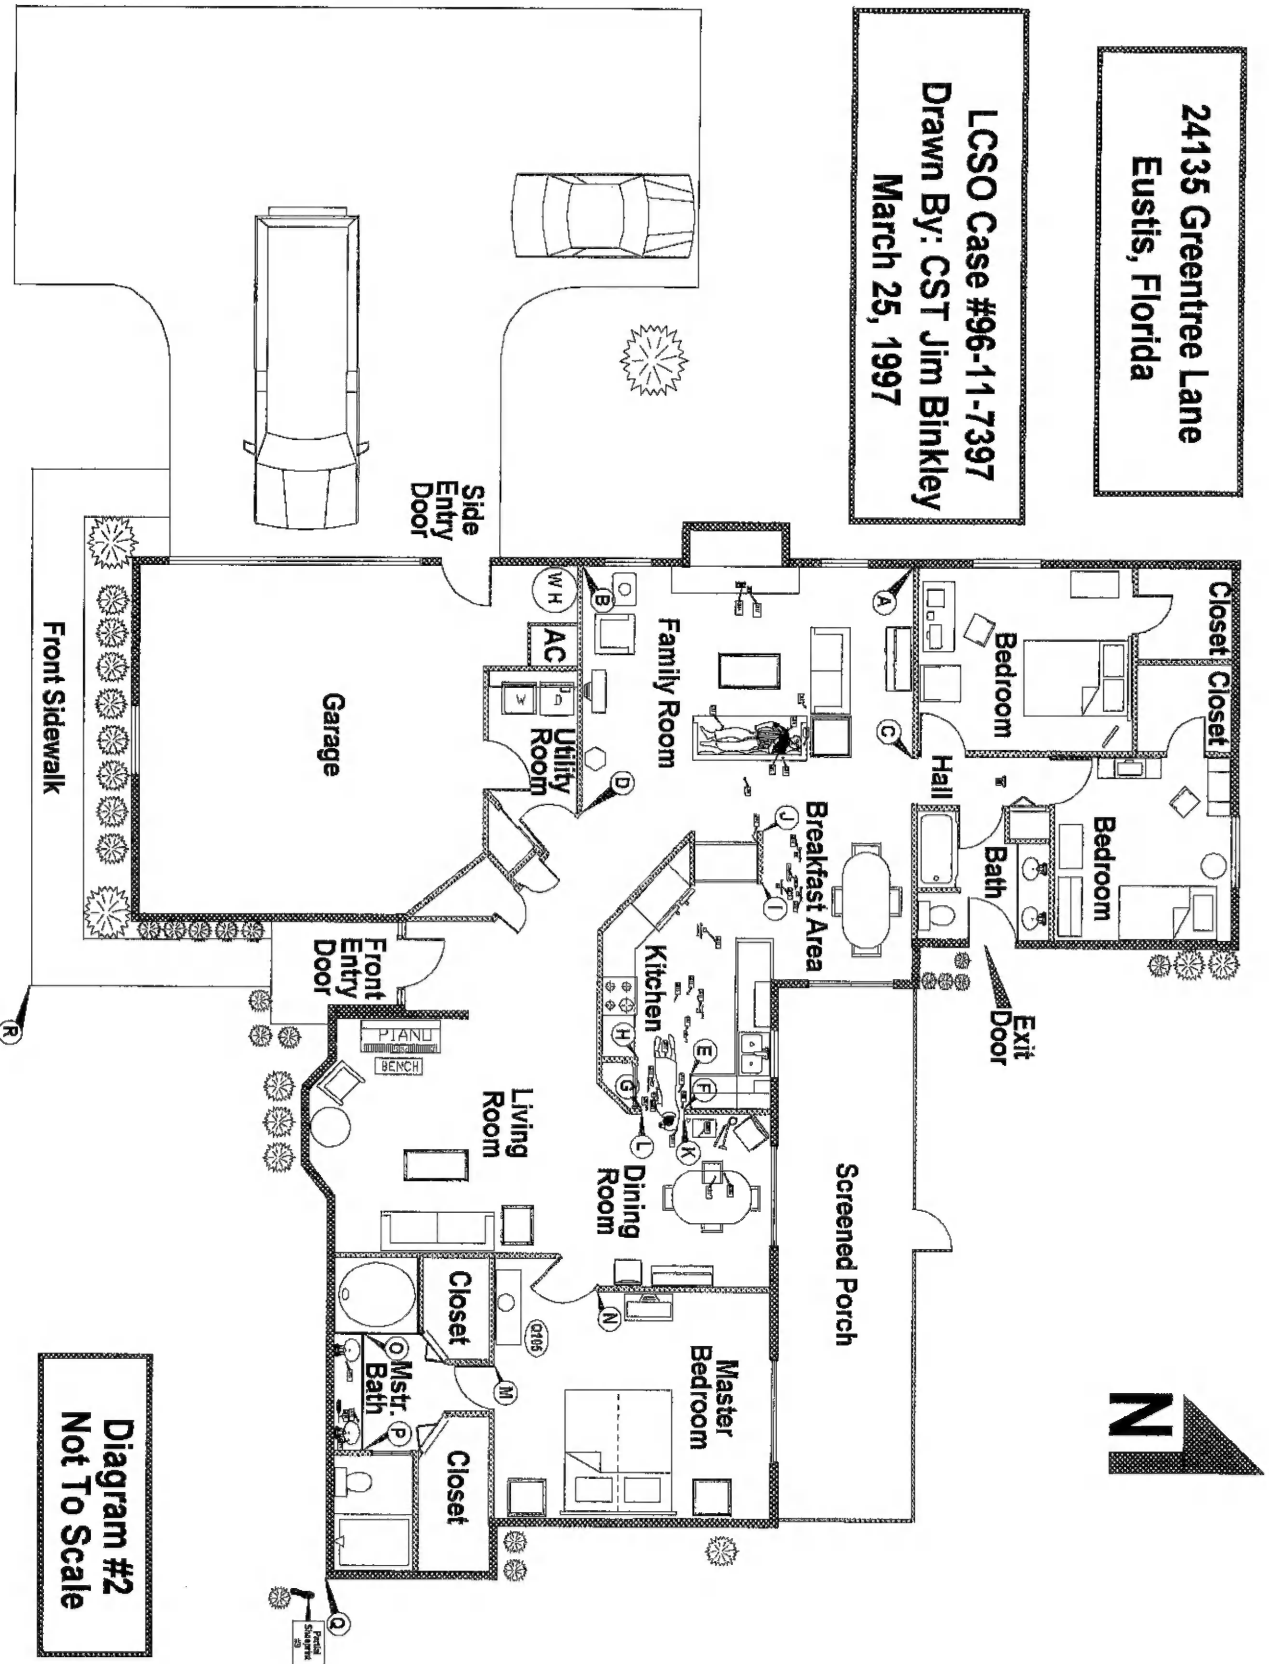 24135 Greentree Lane
Eustis, Florida
LCSO Case #96-11-7397
Drawn By: CST Jim Binkley
March 25, 1997
N
Closet
Closet
Bedroom
Bedroom
Hall
Bath
Exit
Door
A
C
B
D
Family Room
Breakfast Area
J
I
Kitchen
H
G
E
F
L
K
Screened Porch
Side
Entry
Door
W H
AC
W
D
Utility
Room
Garage
Front Sidewalk
Front
Entry
Door
R
PIANO
BENCH
Living
Room
Dining
Room
Master
Bedroom
N
Q105
M
Closet
Closet
O
Mstr.
Bath
P
Q
Partial
Shoeprint
Diagram #2
Not To Scale